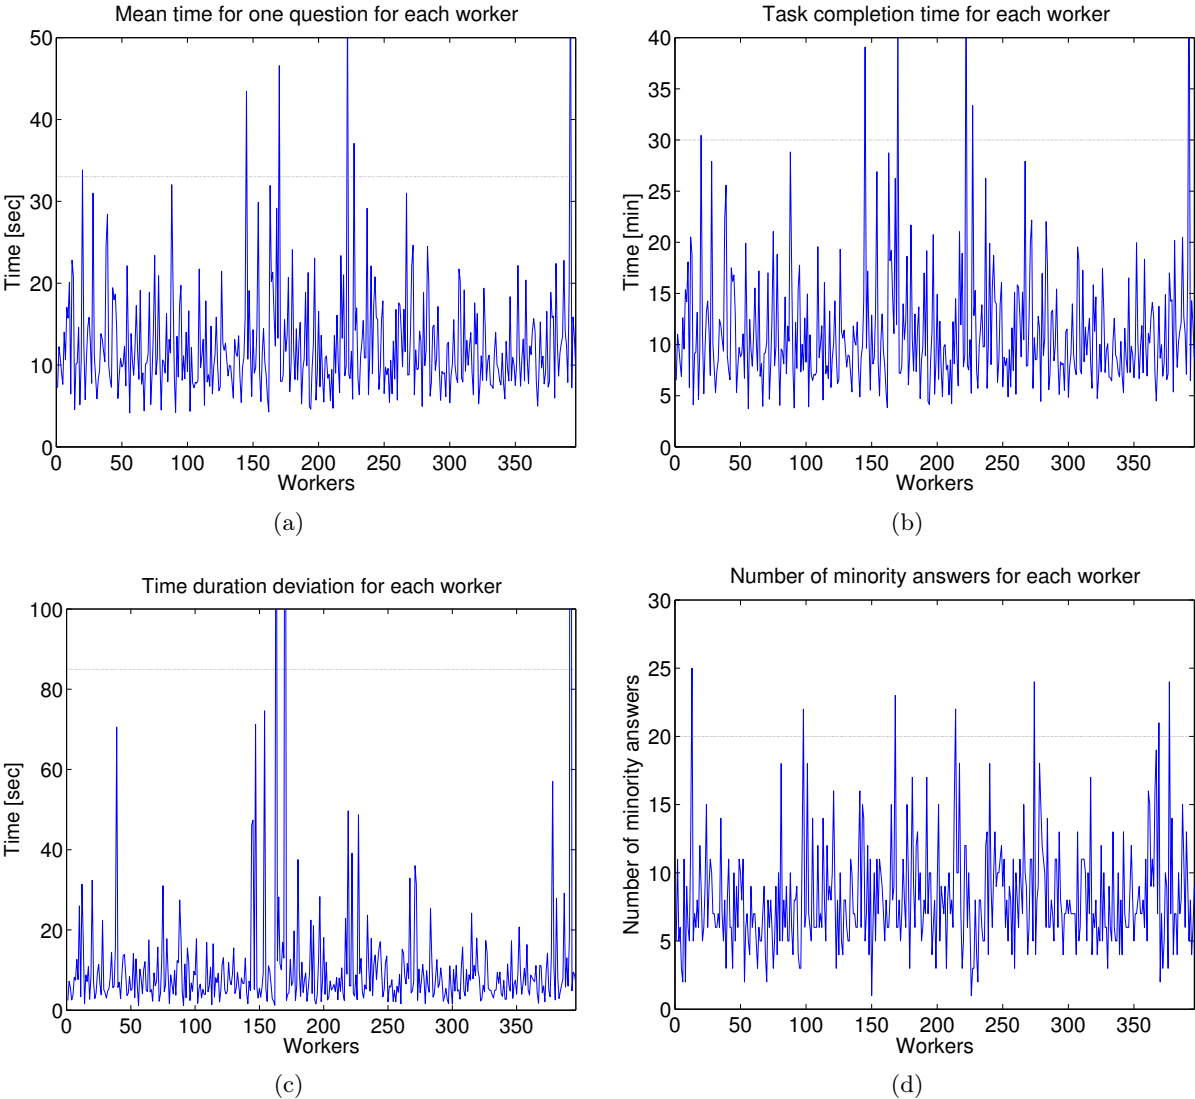 Mean time for one question for each worker
50
40
30
20
10
0
Time [sec]
0 50 100 150 200 250 300 350
Workers
(a)
Task completion time for each worker
40
35
30
25
20
15
10
5
0
Time [min]
0 50 100 150 200 250 300 350
Workers
(b)
Time duration deviation for each worker
100
80
60
40
20
0
Time [sec]
0 50 100 150 200 250 300 350
Workers
(c)
Number of minority answers for each worker
30
25
20
15
10
5
0
Number of minority answers
0 50 100 150 200 250 300 350
Workers
(d)